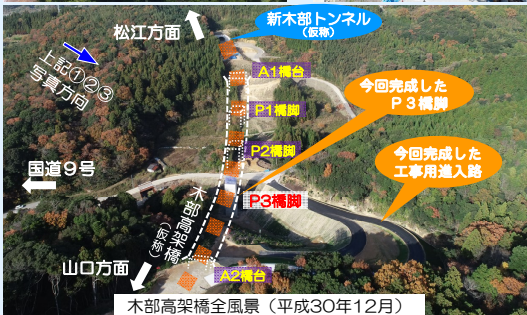 松江方面
新木部トンネル
(仮称)
上記①②③
写真方向
A1橋台
今回完成した
P3橋脚
P1橋脚
P2橋脚
今回完成した
工事用進入路
国道9号
P3橋脚
木部高架橋
(仮称)
山口方面
A2橋台
木部高架橋全風景(平成30年12月)